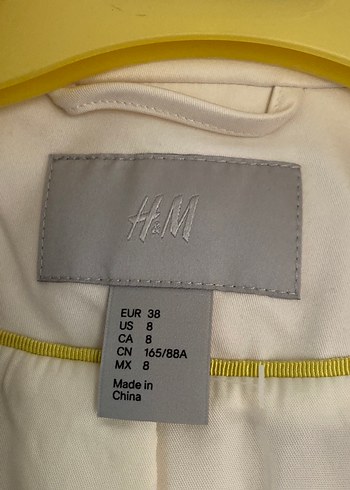 H&M
EUR 38
US 8
CA 8
CN 165/88A
MX 8
Made in
China